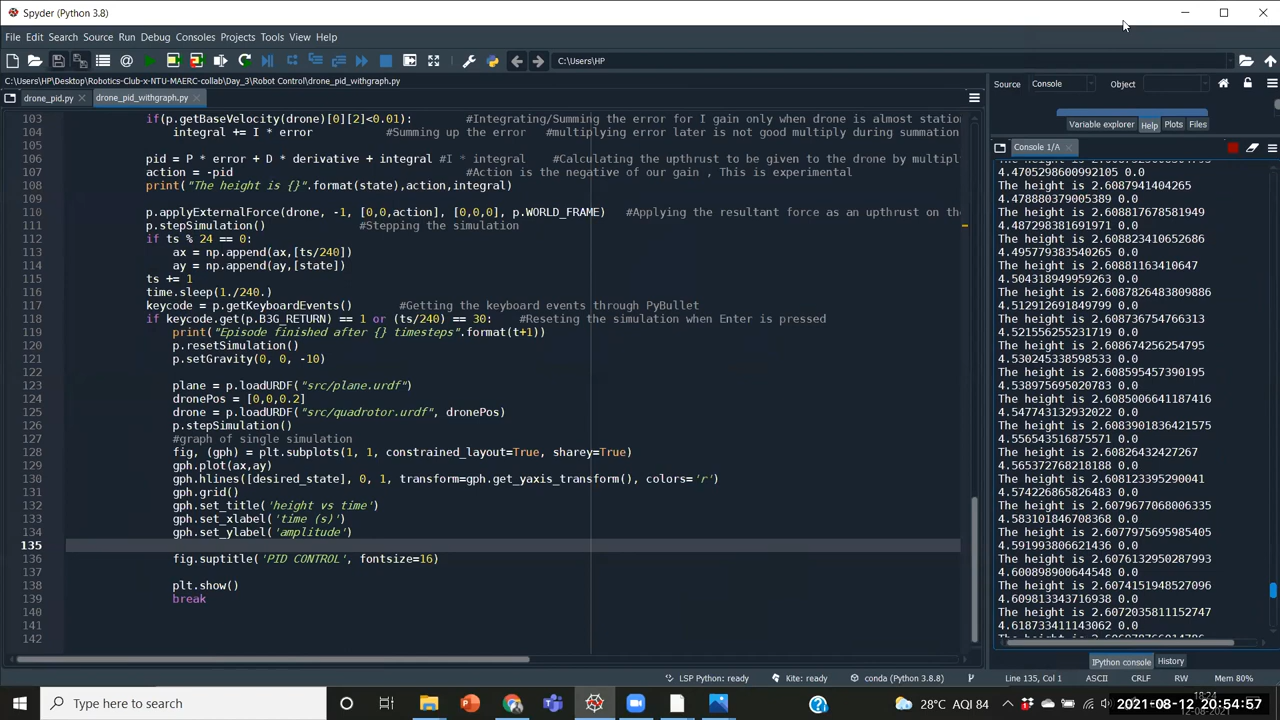 Spyder (Python 3.8)
File Edit Search Source Run Debug Consoles Projects Tools View Help
C:\Users\HP
C:\Users\HP\Desktop\Robotics-Club-x-NTU-MAERC-collab\Day_3\Robot Control\drone_pid_withgraph.py
Source Console Object
drone_pid.py drone_pid_withgraph.py
Variable explorer Help Plots Files
Console 1/A
103 if(p.getBaseVelocity(drone)[0][2]<0.01): #Integrating/Summing the error for I gain only when drone is almost stati
104 integral += I * error #Summing up the error #multiplying error later is not good multiply during summation
105
106 pid = P * error + D * derivative + integral #I * integral #Calculating the upthrust to be given to the drone by multipl
107 action = -pid #Action is the negative of our gain , This is experimental
108 print("The height is {}".format(state),action,integral)
109
110 p.applyExternalForce(drone, -1, [0,0,action], [0,0,0], p.WORLD_FRAME) #Applying the resultant force as an upthrust on the
111 p.stepSimulation() #Stepping the simulation
112 if ts % 24 == 0:
113 ax = np.append(ax,[ts/240])
114 ay = np.append(ay,[state])
115 ts += 1
116 time.sleep(1./240.)
117 keycode = p.getKeyboardEvents() #Getting the keyboard events through PyBullet
118 if keycode.get(p.B3G_RETURN) == 1 or (ts/240) == 30: #Reseting the simulation when Enter is pressed
119 print("Episode finished after {} timesteps".format(t+1))
120 p.resetSimulation()
121 p.setGravity(0, 0, -10)
122
123 plane = p.loadURDF("src/plane.urdf")
124 dronePos = [0,0,0.2]
125 drone = p.loadURDF("src/quadrotor.urdf", dronePos)
126 p.stepSimulation()
127 #graph of single simulation
128 fig, (gph) = plt.subplots(1, 1, constrained_layout=True, sharey=True)
129 gph.plot(ax,ay)
130 gph.hlines([desired_state], 0, 1, transform=gph.get_yaxis_transform(), colors='r')
131 gph.grid()
132 gph.set_title('height vs time')
133 gph.set_xlabel('time (s)')
134 gph.set_ylabel('amplitude')
135
136 fig.suptitle('PID CONTROL', fontsize=16)
137
138 plt.show()
139 break
140
141
142
4.4705298600992105 0.0
The height is 2.6087941404265
4.478880379005389 0.0
The height is 2.608817678581949
4.487298381691971 0.0
The height is 2.608823410652686
4.495779383540265 0.0
The height is 2.60881163410647
4.504318949959263 0.0
The height is 2.6087826483809886
4.512912691849799 0.0
The height is 2.608736754766313
4.521556255231719 0.0
The height is 2.608674256254795
4.530245338598533 0.0
The height is 2.608595457390195
4.538975695020783 0.0
The height is 2.6085006641187416
4.547743132932022 0.0
The height is 2.6083901836421575
4.556543516875571 0.0
The height is 2.60826432427267
4.565372768218188 0.0
The height is 2.608123395290041
4.574226865826483 0.0
The height is 2.6079677068006335
4.583101846708368 0.0
The height is 2.6077975695985405
4.591993806621436 0.0
The height is 2.6076132950287993
4.600898900644548 0.0
The height is 2.6074151948527096
4.609813343716938 0.0
The height is 2.6072035811152747
4.618733411143062 0.0
IPython console History
LSP Python: ready Kite: ready conda (Python 3.8.8) Line 135, Col 1 ASCII CRLF RW Mem 80%
Type here to search
28°C AQI 84
18:24
2021-08-12 20:54:57